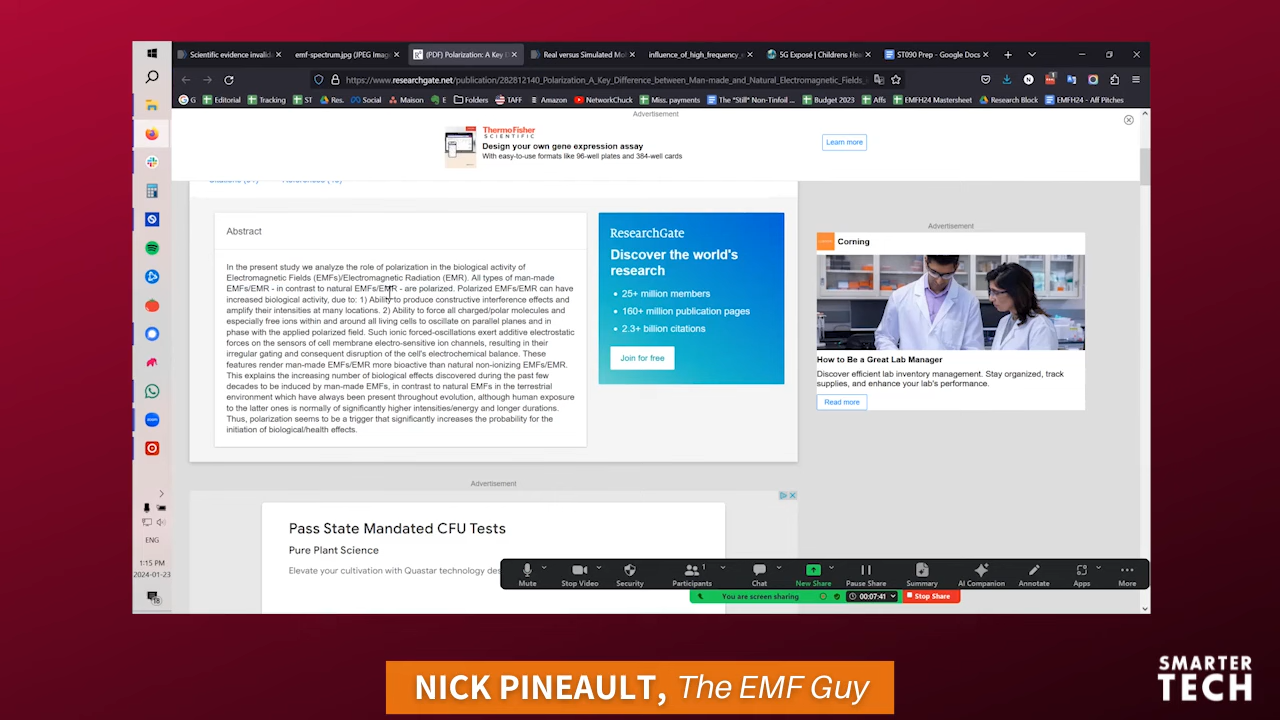 Scientific evidence invalid
emf-spectrum.jpg (JPEG Imag
(PDF) Polarization: A Key D
Real versus Simulated Mo
influence_of_high_frequency_e
5G Exposé | Childrens Hea
ST090 Prep - Google Docs
https://www.researchgate.net/publication/282812140_Polarization_A_Key_Difference_between_Man-made_and_Natural_Electromagnetic_Fields_
G
Editorial
Tracking
ST
Res.
Social
Maison
E
Folders
TAFF
Amazon
NetworkChuck
Miss. payments
The "Still" Non-Tinfoil ...
Budget 2023
Affs
EMFH24 Mastersheet
Research Block
EMFH24 - Aff Pitches
Advertisement
ThermoFisher
SCIENTIFIC
Design your own gene expression assay
With easy-to-use formats like 96-well plates and 384-well cards
Learn more
Abstract
In the present study we analyze the role of polarization in the biological activity of
Electromagnetic Fields (EMFs)/Electromagnetic Radiation (EMR). All types of man-made
EMFs/EMR - in contrast to natural EMFs/EMR - are polarized. Polarized EMFs/EMR can have
increased biological activity, due to: 1) Ability to produce constructive interference effects and
amplify their intensities at many locations. 2) Ability to force all charged/polar molecules and
especially free ions within and around all living cells to oscillate on parallel planes and in
phase with the applied polarized field. Such ionic forced-oscillations exert additive electrostatic
forces on the sensors of cell membrane electro-sensitive ion channels, resulting in their
irregular gating and consequent disruption of the cell's electrochemical balance. These
features render man-made EMFs/EMR more bioactive than natural non-ionizing EMFs/EMR.
This explains the increasing number of biological effects discovered during the past few
decades to be induced by man-made EMFs, in contrast to natural EMFs in the terrestrial
environment which have always been present throughout evolution, although human exposure
to the latter ones is normally of significantly higher intensities/energy and longer durations.
Thus, polarization seems to be a trigger that significantly increases the probability for the
initiation of biological/health effects.
ResearchGate
Discover the world's
research
25+ million members
160+ million publication pages
2.3+ billion citations
Join for free
Advertisement
Corning
How to Be a Great Lab Manager
Discover efficient lab inventory management. Stay organized, track
supplies, and enhance your lab's performance.
Read more
Advertisement
Pass State Mandated CFU Tests
Pure Plant Science
Elevate your cultivation with Quastar technology des
ENG
1:15 PM
2024-01-23
18
1
Mute
Stop Video
Security
Participants
Chat
New Share
Pause Share
Summary
AI Companion
Annotate
Apps
More
You are screen sharing
00:07:41
Stop Share
NICK PINEAULT, The EMF Guy
SMARTER
TECH